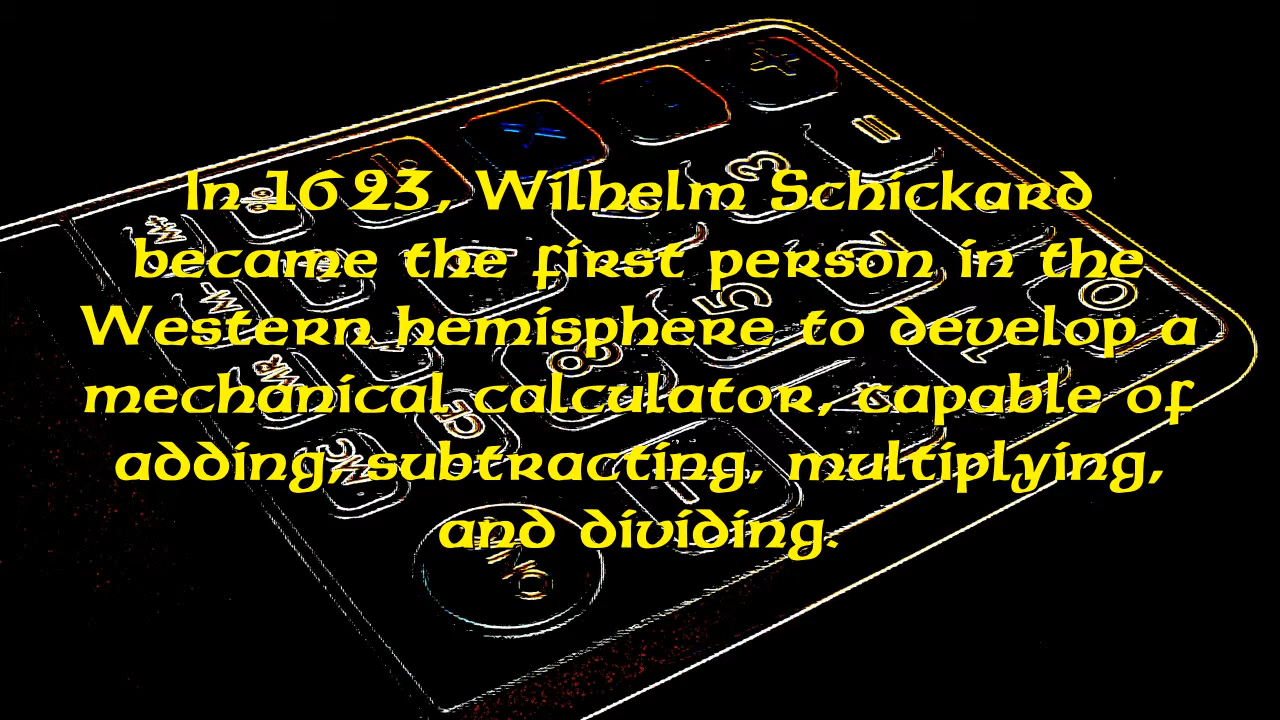 In 1623, Wilhelm Schickard
became the first person in the
Western hemisphere to develop a
mechanical calculator, capable of
adding, subtracting, multiplying,
and dividing.